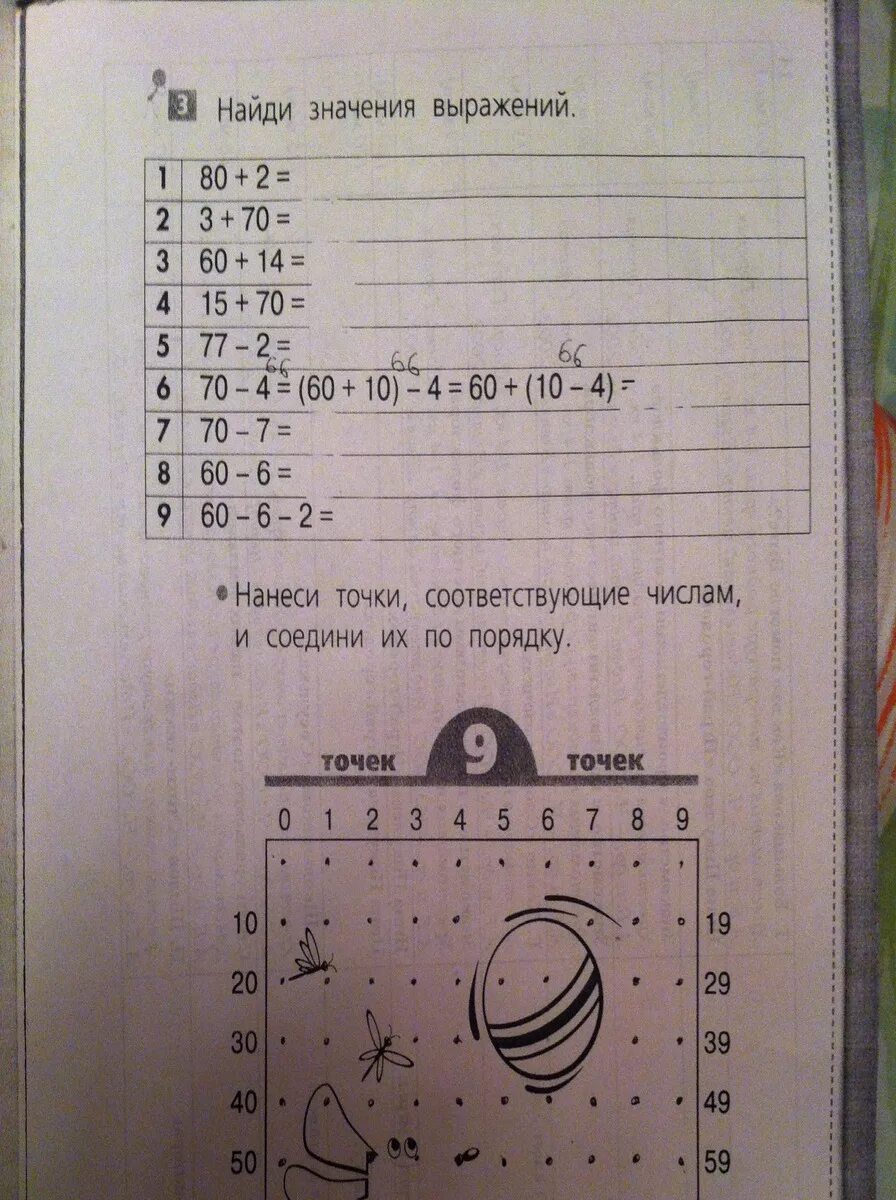 3 Найди значения выражений.
1 80 + 2 =
2 3 + 70 =
3 60 + 14 =
4 15 + 70 =
5 77 – 2 =
66 66 66
6 70 – 4 = (60 + 10) – 4 = 60 + (10 – 4) =
7 70 – 7 =
8 60 – 6 =
9 60 – 6 – 2 =
• Нанеси точки, соответствующие числам,
и соедини их по порядку.
точек 9 точек
0 1 2 3 4 5 6 7 8 9
10 19
20 29
30 39
40 49
50 59